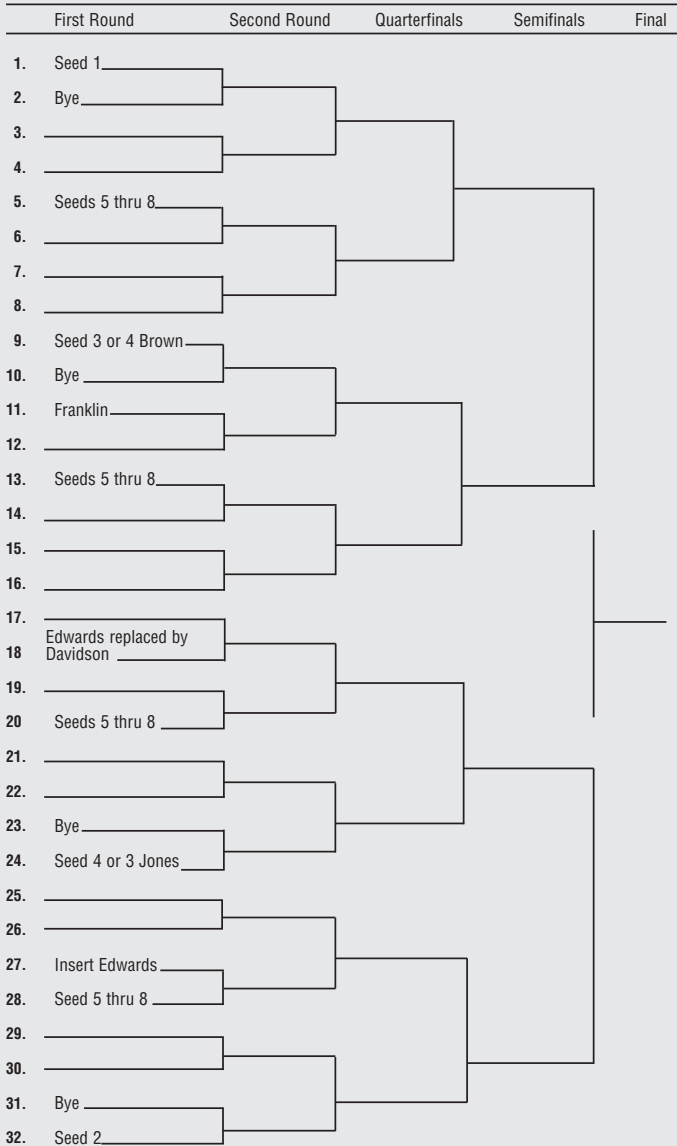 First Round Second Round Quarterfinals Semifinals Final
1. Seed 1
2. Bye
3.
4.
5. Seeds 5 thru 8
6.
7.
8.
9. Seed 3 or 4 Brown
10. Bye
11. Franklin
12.
13. Seeds 5 thru 8
14.
15.
16.
17.
Edwards replaced by
18 Davidson
19.
20 Seeds 5 thru 8
21.
22.
23. Bye
24. Seed 4 or 3 Jones
25.
26.
27. Insert Edwards
28. Seed 5 thru 8
29.
30.
31. Bye
32. Seed 2